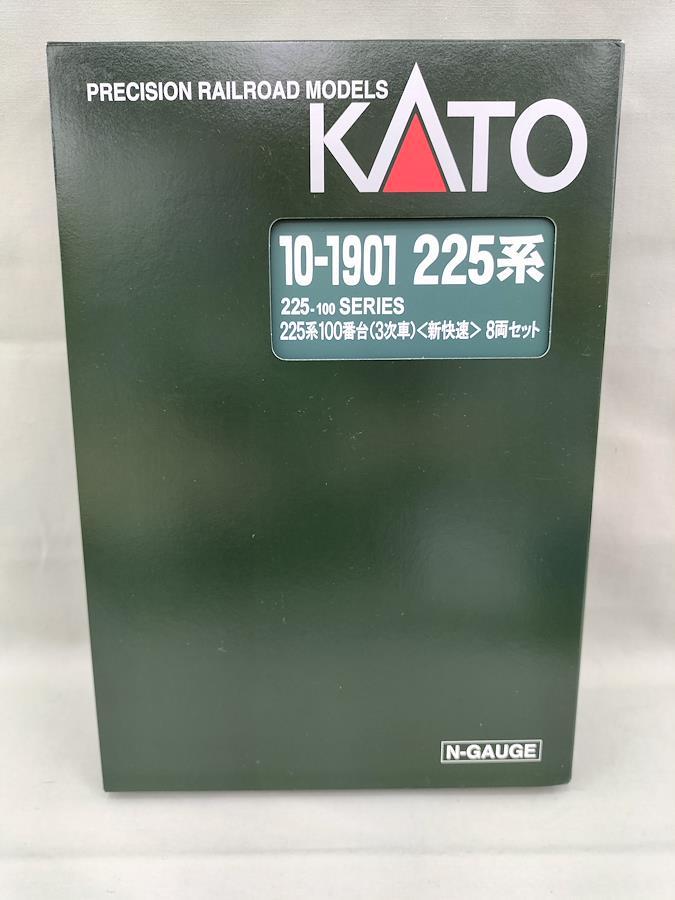 PRECISION RAILROAD MODELS
KATO
10-1901 225系
225-100 SERIES
225系100番台(3次車)<新快速> 8両セット
N-GAUGE